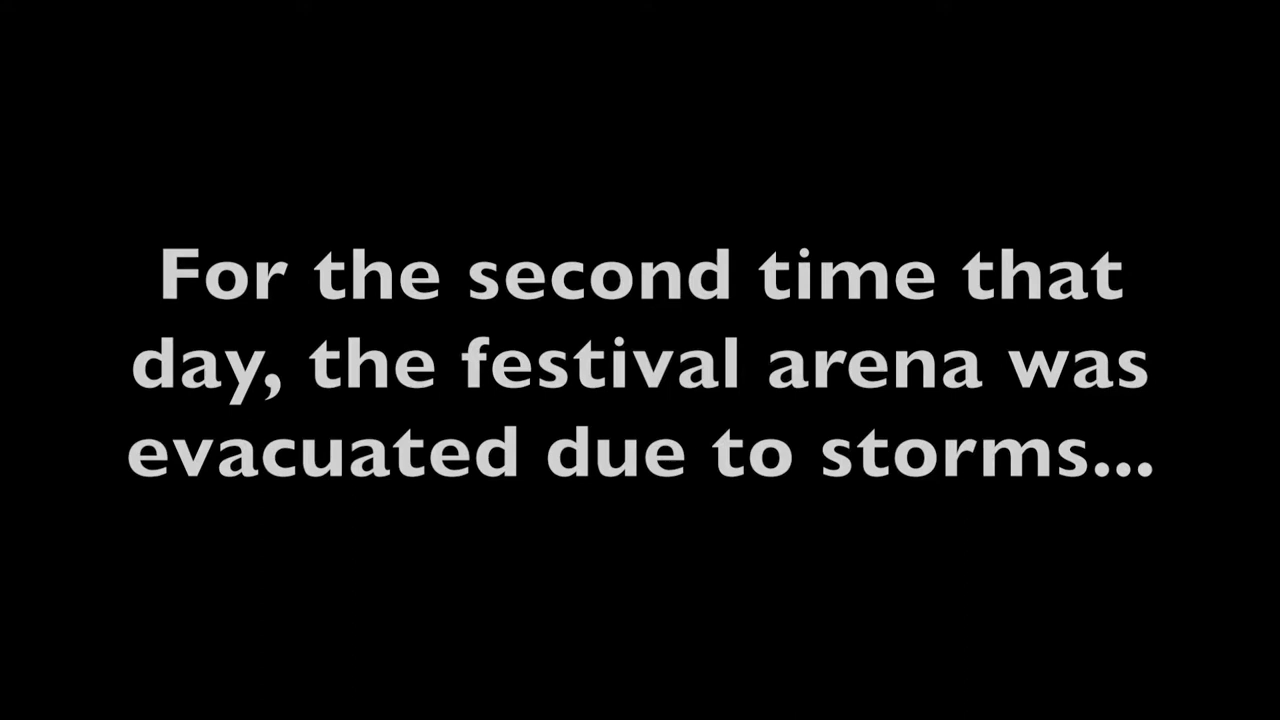 For the second time that
day, the festival arena was
evacuated due to storms...